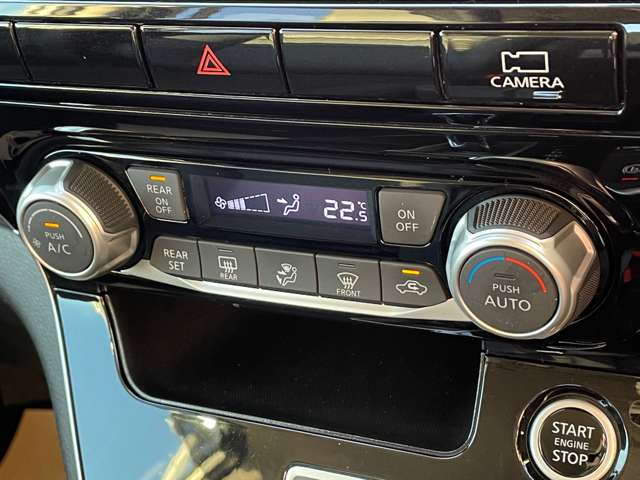 CAMERA
REAR
ON
OFF
22.5
°C
ON
OFF
PUSH
A/C
REAR
SET
REAR
FRONT
PUSH
AUTO
START
ENGINE
STOP